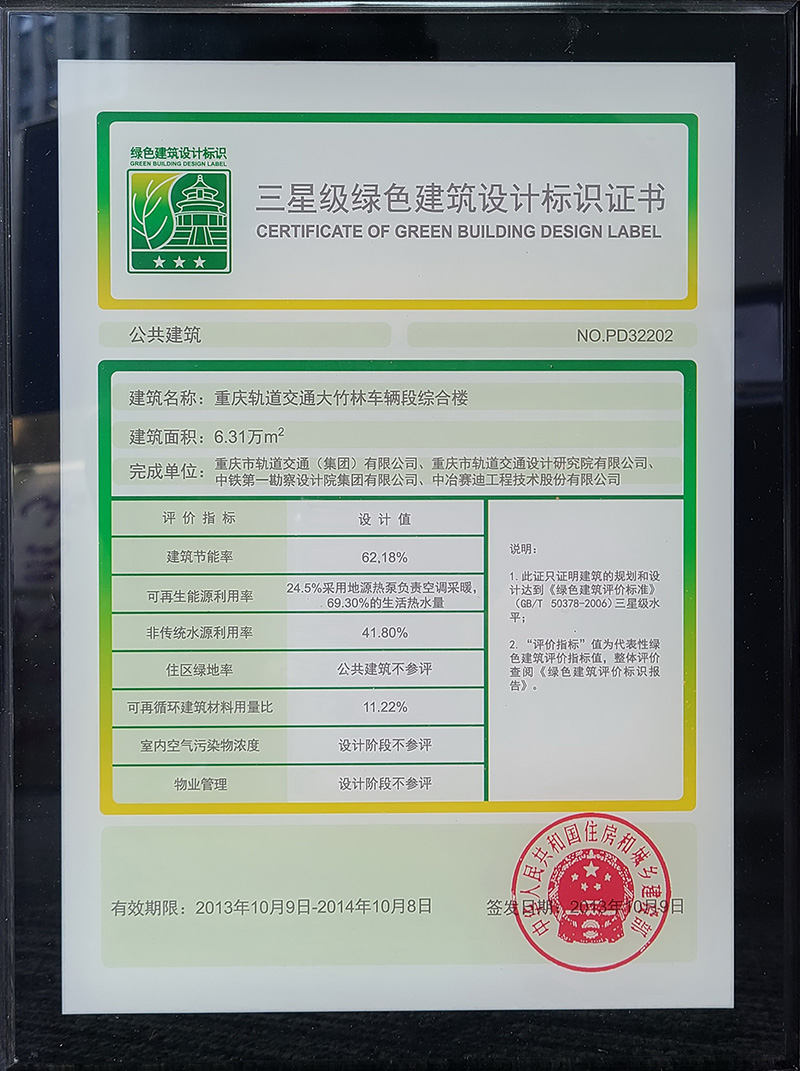 绿色建筑设计标识
GREEN BUILDING DESIGN LABEL
三星级绿色建筑设计标识证书
CERTIFICATE OF GREEN BUILDING DESIGN LABEL
公共建筑
NO.PD32202
建筑名称：重庆轨道交通大竹林车辆段综合楼
建筑面积：6.31万m²
完成单位：重庆市轨道交通（集团）有限公司、重庆市轨道交通设计研究院有限公司、
中铁第一勘察设计院集团有限公司、中冶赛迪工程技术股份有限公司
评价指标 设计值
建筑节能率 62,18%
可再生能源利用率 24.5%采用地源热泵负责空调采暖，
69.30%的生活热水量
非传统水源利用率 41.80%
住区绿地率 公共建筑不参评
可再循环建筑材料用量比 11.22%
室内空气污染物浓度 设计阶段不参评
物业管理 设计阶段不参评
说明：
1.此证只证明建筑的规划和设
计达到《绿色建筑评价标准》
（GB/T 50378-2006）三星级水
平；
2.“评价指标”值为代表性绿
色建筑评价指标值，整体评价
查阅《绿色建筑评价标识报
告》。
有效期限：2013年10月9日-2014年10月8日
签发日期：2013年10月9日
中华人民共和国住房和城乡建设部